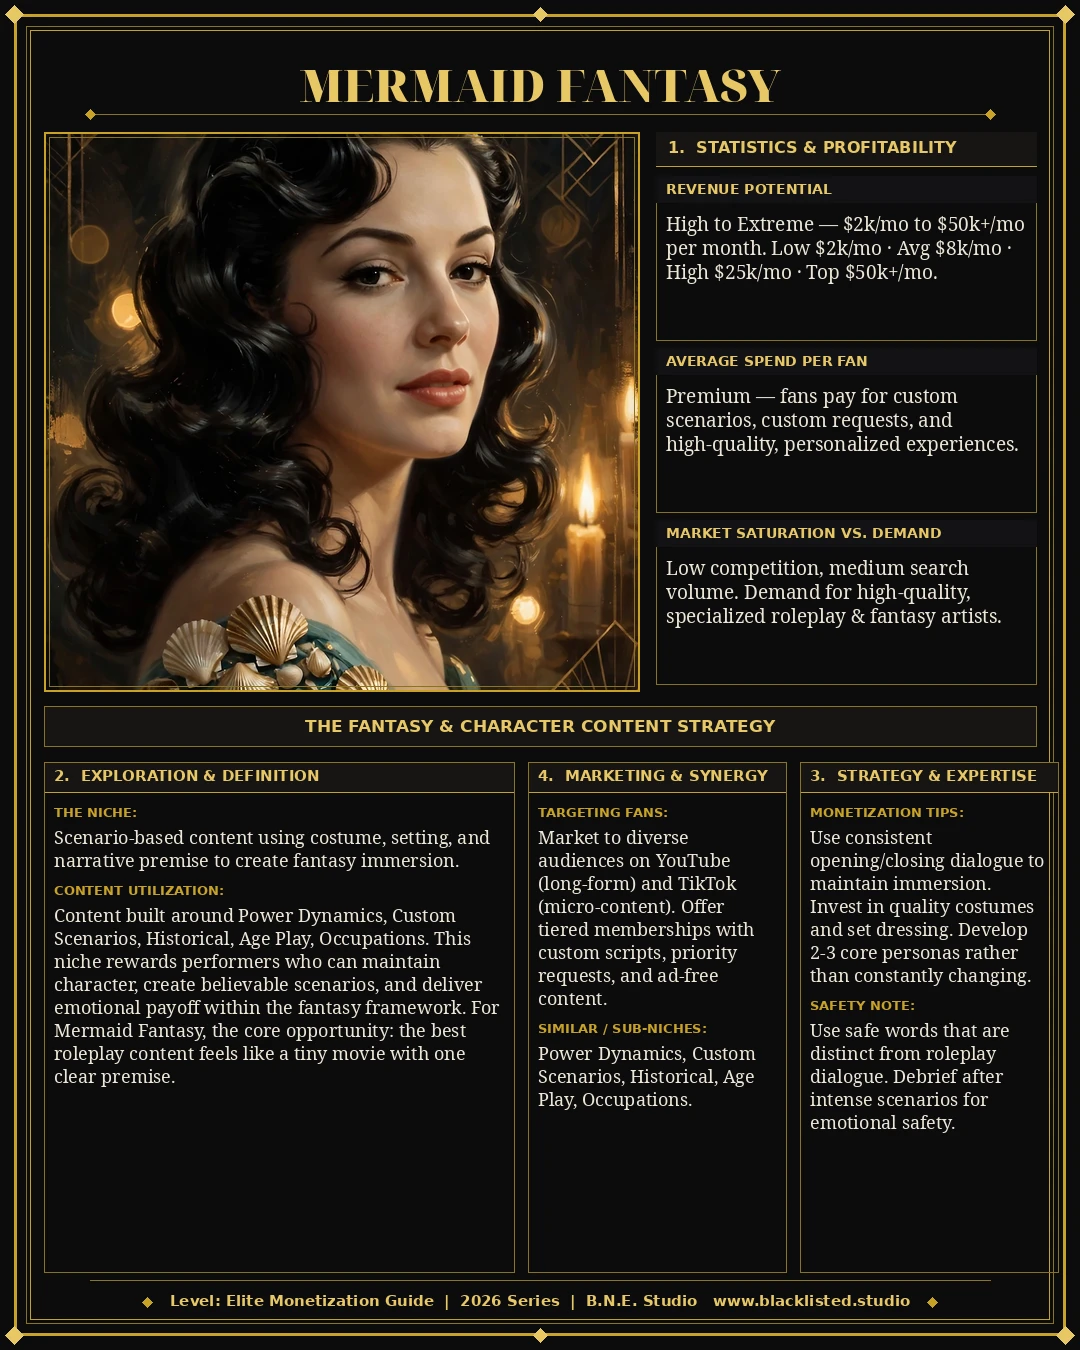 MERMAID FANTASY
1. STATISTICS & PROFITABILITY
REVENUE POTENTIAL
High to Extreme — $2k/mo to $50k+/mo
per month. Low $2k/mo · Avg $8k/mo ·
High $25k/mo · Top $50k+/mo.
AVERAGE SPEND PER FAN
Premium — fans pay for custom
scenarios, custom requests, and
high-quality, personalized experiences.
MARKET SATURATION VS. DEMAND
Low competition, medium search
volume. Demand for high-quality,
specialized roleplay & fantasy artists.
THE FANTASY & CHARACTER CONTENT STRATEGY
2. EXPLORATION & DEFINITION
THE NICHE:
Scenario-based content using costume, setting, and
narrative premise to create fantasy immersion.
CONTENT UTILIZATION:
Content built around Power Dynamics, Custom
Scenarios, Historical, Age Play, Occupations. This
niche rewards performers who can maintain
character, create believable scenarios, and deliver
emotional payoff within the fantasy framework. For
Mermaid Fantasy, the core opportunity: the best
roleplay content feels like a tiny movie with one
clear premise.
4. MARKETING & SYNERGY
TARGETING FANS:
Market to diverse
audiences on YouTube
(long-form) and TikTok
(micro-content). Offer
tiered memberships with
custom scripts, priority
requests, and ad-free
content.
SIMILAR / SUB-NICHES:
Power Dynamics, Custom
Scenarios, Historical, Age
Play, Occupations.
3. STRATEGY & EXPERTISE
MONETIZATION TIPS:
Use consistent
opening/closing dialogue to
maintain immersion.
Invest in quality costumes
and set dressing. Develop
2-3 core personas rather
than constantly changing.
SAFETY NOTE:
Use safe words that are
distinct from roleplay
dialogue. Debrief after
intense scenarios for
emotional safety.
Level: Elite Monetization Guide | 2026 Series | B.N.E. Studio www.blacklisted.studio